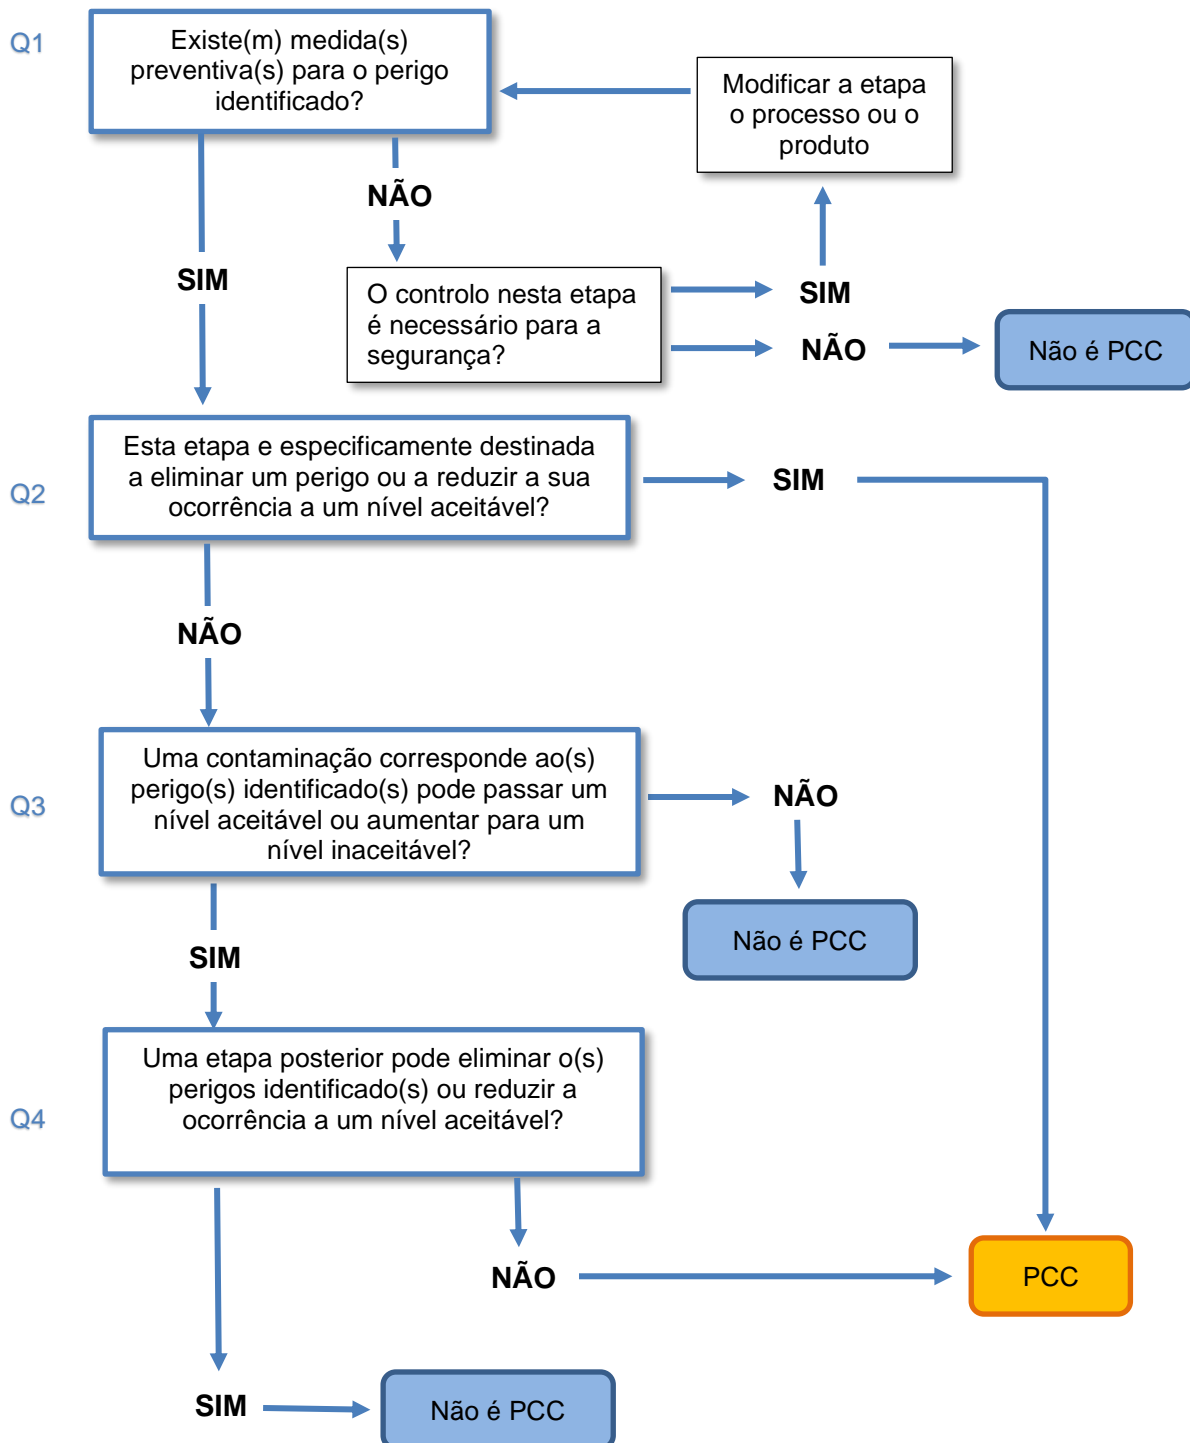 Q1
Existe(m) medida(s)
preventiva(s) para o perigo
identificado?
Modificar a etapa
o processo ou o
produto
NÃO
SIM
O controlo nesta etapa
é necessário para a
segurança?
SIM
NÃO
Não é PCC
Q2
Esta etapa e especificamente destinada
a eliminar um perigo ou a reduzir a sua
ocorrência a um nível aceitável?
SIM
NÃO
Q3
Uma contaminação corresponde ao(s)
perigo(s) identificado(s) pode passar um
nível aceitável ou aumentar para um
nível inaceitável?
NÃO
Não é PCC
SIM
Q4
Uma etapa posterior pode eliminar o(s)
perigos identificado(s) ou reduzir a
ocorrência a um nível aceitável?
NÃO
PCC
SIM
Não é PCC